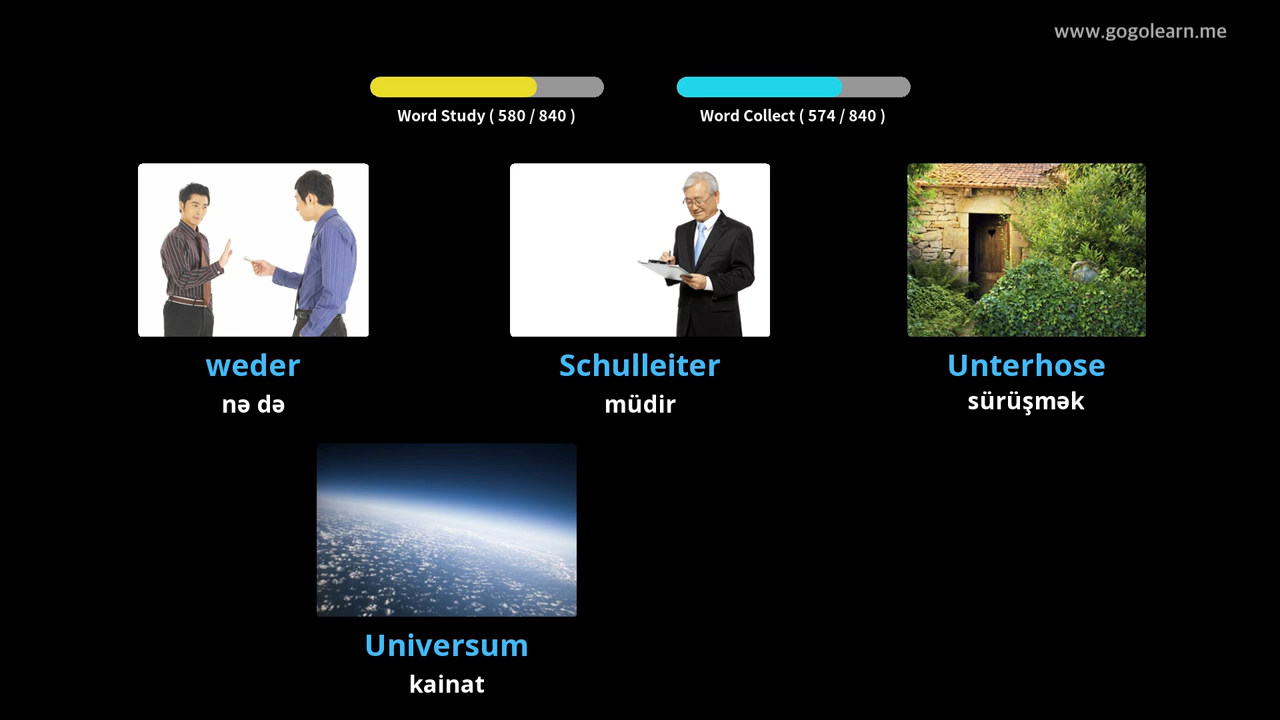 www.gogolearn.me
Word Study ( 580 / 840 )
Word Collect ( 574 / 840 )
weder
nə də
Schulleiter
müdir
Unterhose
sürüşmək
Universum
kainat